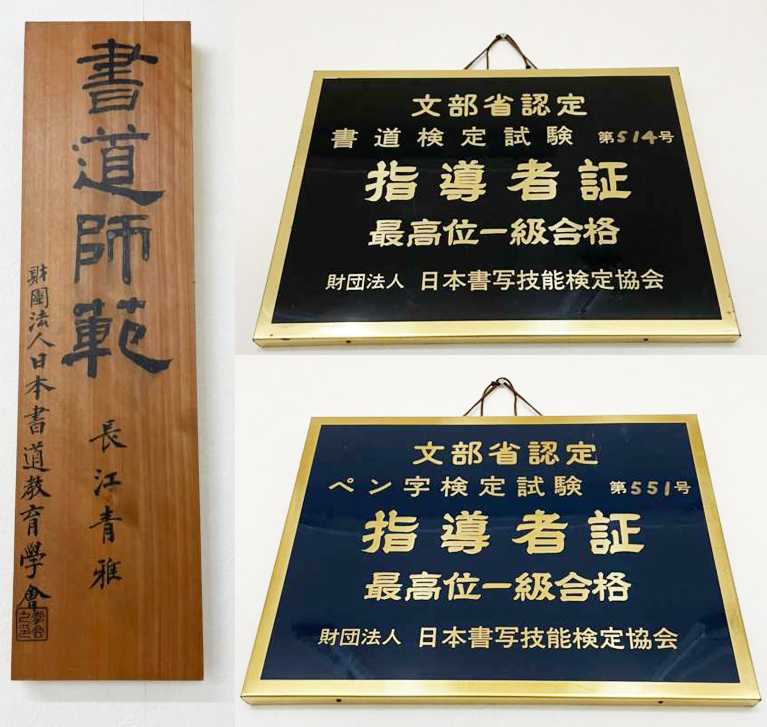 書道師範
長江青雅
財團法人日本書道教育學會
文部省認定
書道検定試験 第514号
指導者証
最高位一級合格
財団法人 日本書写技能検定協会
文部省認定
ペン字検定試験 第551号
指導者証
最高位一級合格
財団法人 日本書写技能検定協会